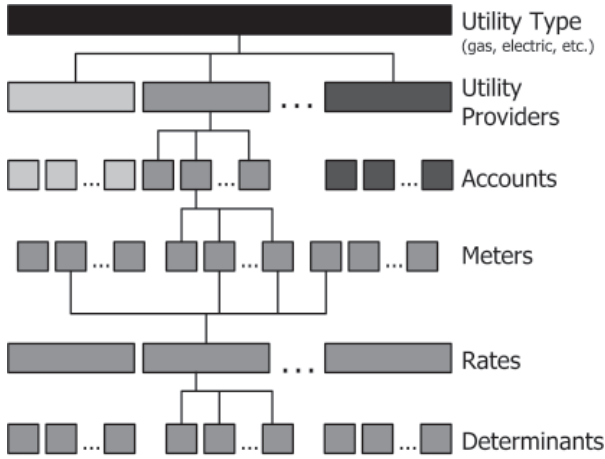 Utility Type
(gas, electric, etc.)
Utility
Providers
...
... ... ...
Accounts
... ... ...
Meters
...
Rates
... ... ...
Determinants